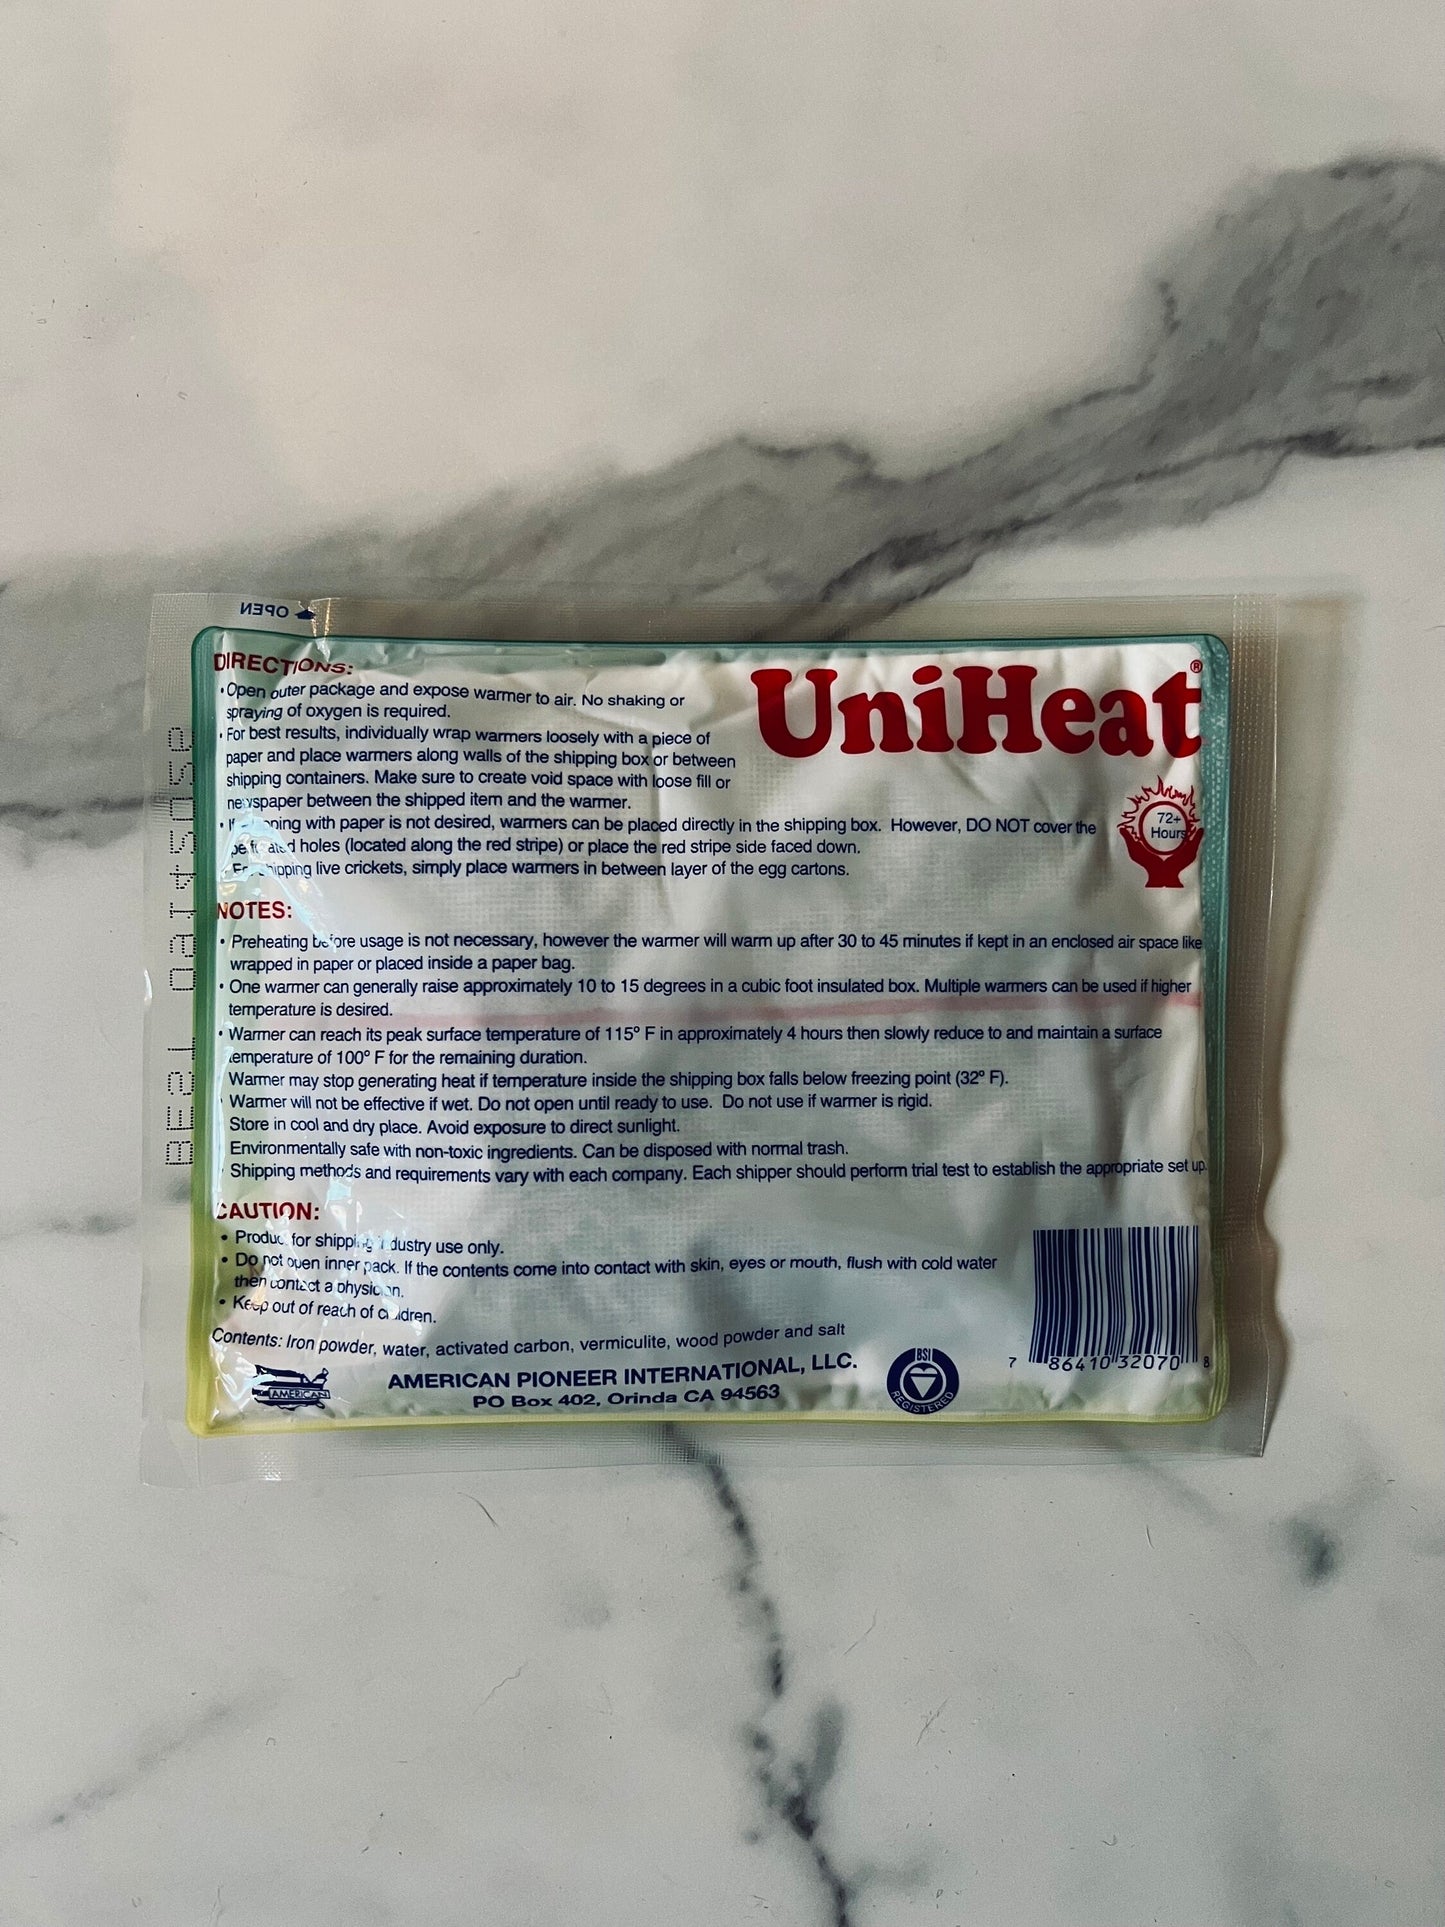 OPEN
DIRECTIONS:
• Open outer package and expose warmer to air. No shaking or
spraying of oxygen is required.
• For best results, individually wrap warmers loosely with a piece of
paper and place warmers along walls of the shipping box or between
shipping containers. Make sure to create void space with loose fill or
newspaper between the shipped item and the warmer.
• If with paper is not desired, warmers can be placed directly in the shipping box. However, DO NOT cover the
perforated holes (located along the red stripe) or place the red stripe side faced down.
For shipping live crickets, simply place warmers in between layer of the egg cartons.
UniHeat®
72+
Hours
NOTES:
• Preheating before usage is not necessary, however the warmer will warm up after 30 to 45 minutes if kept in an enclosed air space like
wrapped in paper or placed inside a paper bag.
• One warmer can generally raise approximately 10 to 15 degrees in a cubic foot insulated box. Multiple warmers can be used if higher
temperature is desired.
• Warmer can reach its peak surface temperature of 115º F in approximately 4 hours then slowly reduce to and maintain a surface
temperature of 100º F for the remaining duration.
Warmer may stop generating heat if temperature inside the shipping box falls below freezing point (32º F).
Warmer will not be effective if wet. Do not open until ready to use. Do not use if warmer is rigid.
Store in cool and dry place. Avoid exposure to direct sunlight.
Environmentally safe with non-toxic ingredients. Can be disposed with normal trash.
Shipping methods and requirements vary with each company. Each shipper should perform trial test to establish the appropriate set up.
CAUTION:
• Product for shipping industry use only.
• Do not open inner pack. If the contents come into contact with skin, eyes or mouth, flush with cold water
then contact a physician.
• Keep out of reach of children.
Contents: Iron powder, water, activated carbon, vermiculite, wood powder and salt
AMERICAN
AMERICAN PIONEER INTERNATIONAL, LLC.
PO Box 402, Orinda CA 94563
BSI
REGISTERED
7 86410 32070 8